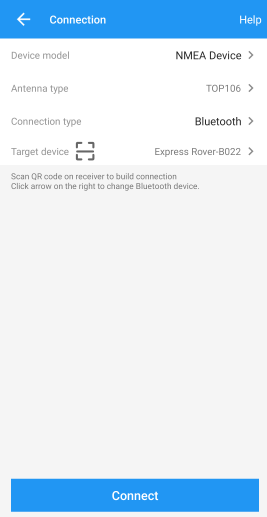 Connection Help
Device model NMEA Device
Antenna type TOP106
Connection type Bluetooth
Target device Express Rover-B022
Scan QR code on receiver to build connection
Click arrow on the right to change Bluetooth device.
Connect